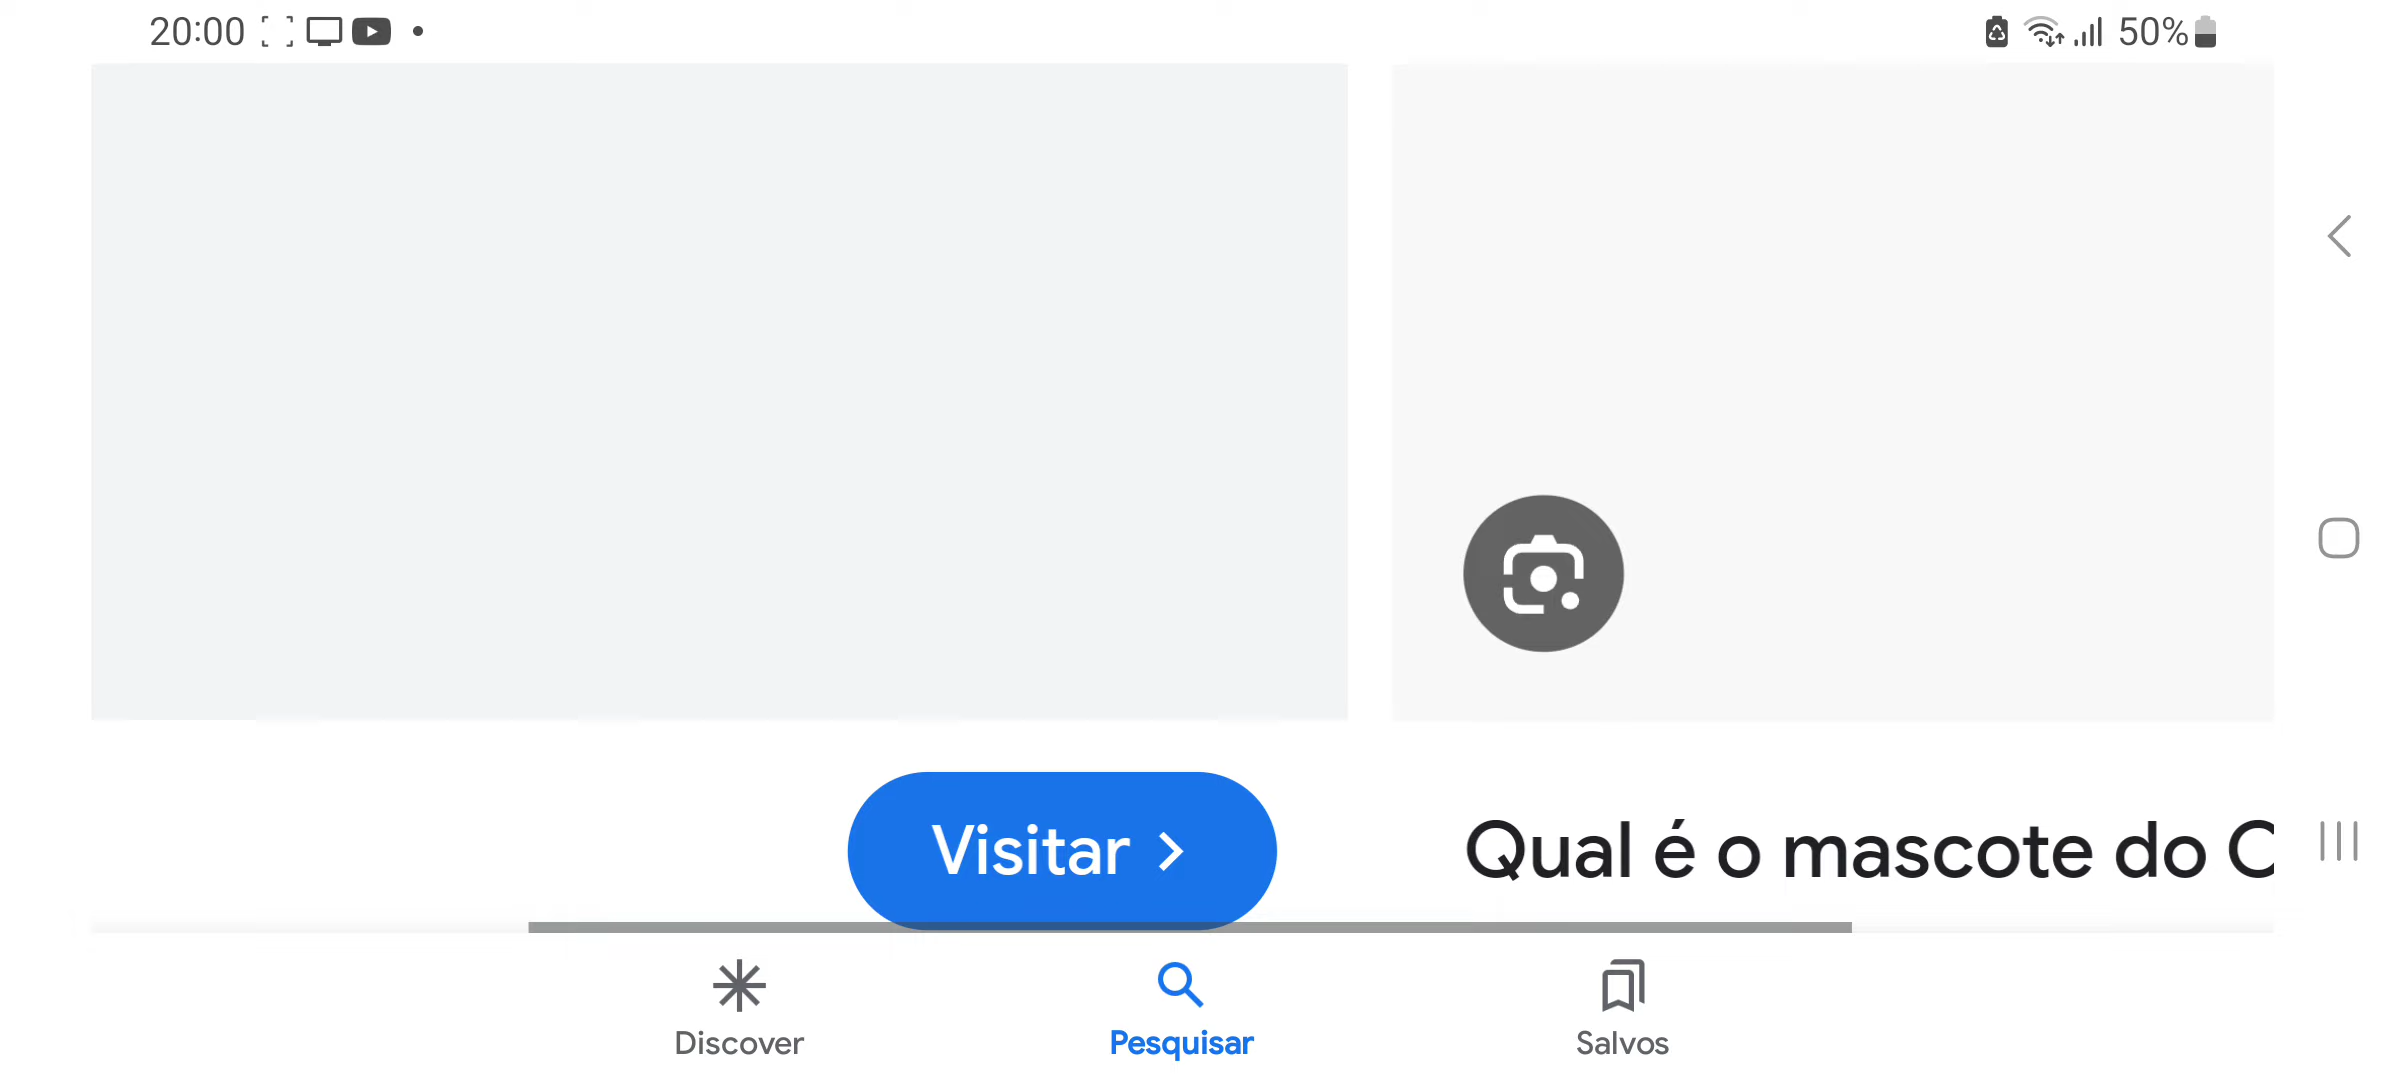 20:00
50%
Visitar
Qual é o mascote do
Discover
Pesquisar
Salvos